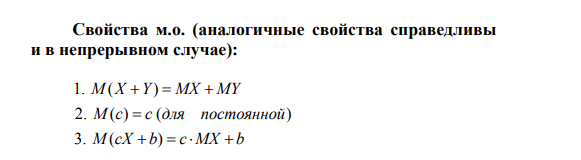 Свойства м.о. (аналогичные свойства справедливы
и в непрерывном случае):
1. M(X + Y) = MX + MY
2. M(c) = c (для постоянной)
3. M(cX + b) = c · MX + b